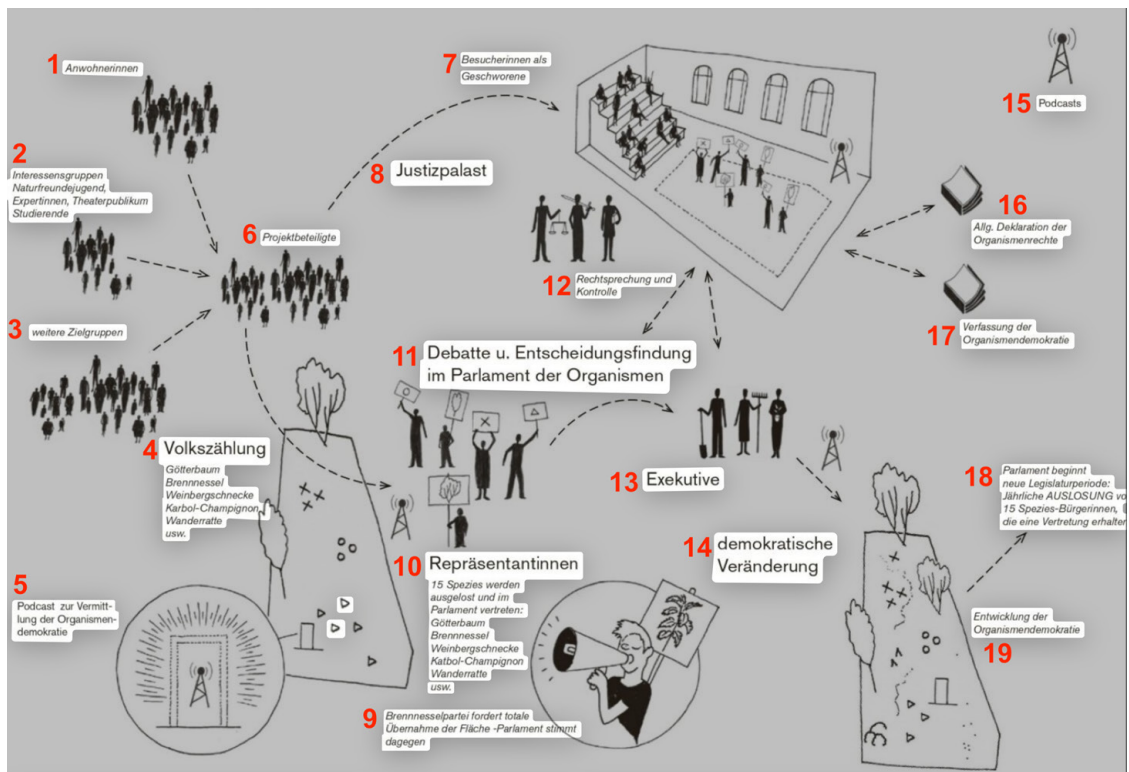 1 Anwohnerinnen
2
Interessensgruppen
Naturfreundejugend,
Expertinnen, Theaterpublikum
Studierende
3 weitere Zielgruppen
4 Volkszählung
Götterbaum
Brennnessel
Weinbergschnecke
Karbol-Champignon
Wanderratte
usw.
5
Podcast zur Vermitt-
lung der Organismen-
demokratie
6 Projektbeteiligte
7 Besucherinnen als
Geschworene
8 Justizpalast
9 Brennnesselpartei fordert totale
Übernahme der Fläche -Parlament stimmt
dagegen
10 Repräsentantinnen
15 Spezies werden
ausgelost und im
Parlament vertreten:
Götterbaum
Brennnessel
Weinbergschnecke
Katbol-Champignon
Wanderratte
usw.
11 Debatte u. Entscheidungsfindung
im Parlament der Organismen
12 Rechtsprechung und
Kontrolle
13 Exekutive
14 demokratische
Veränderung
15 Podcasts
16
Allg. Deklaration der
Organismenrechte
17 Verfassung der
Organismendemokratie
18 Parlament beginnt
neue Legislaturperiode:
Jährliche AUSLOSUNG vo
15 Spezies-Bürgerinnen,
die eine Vertretung erhalte
Entwicklung der
Organismendemokratie
19